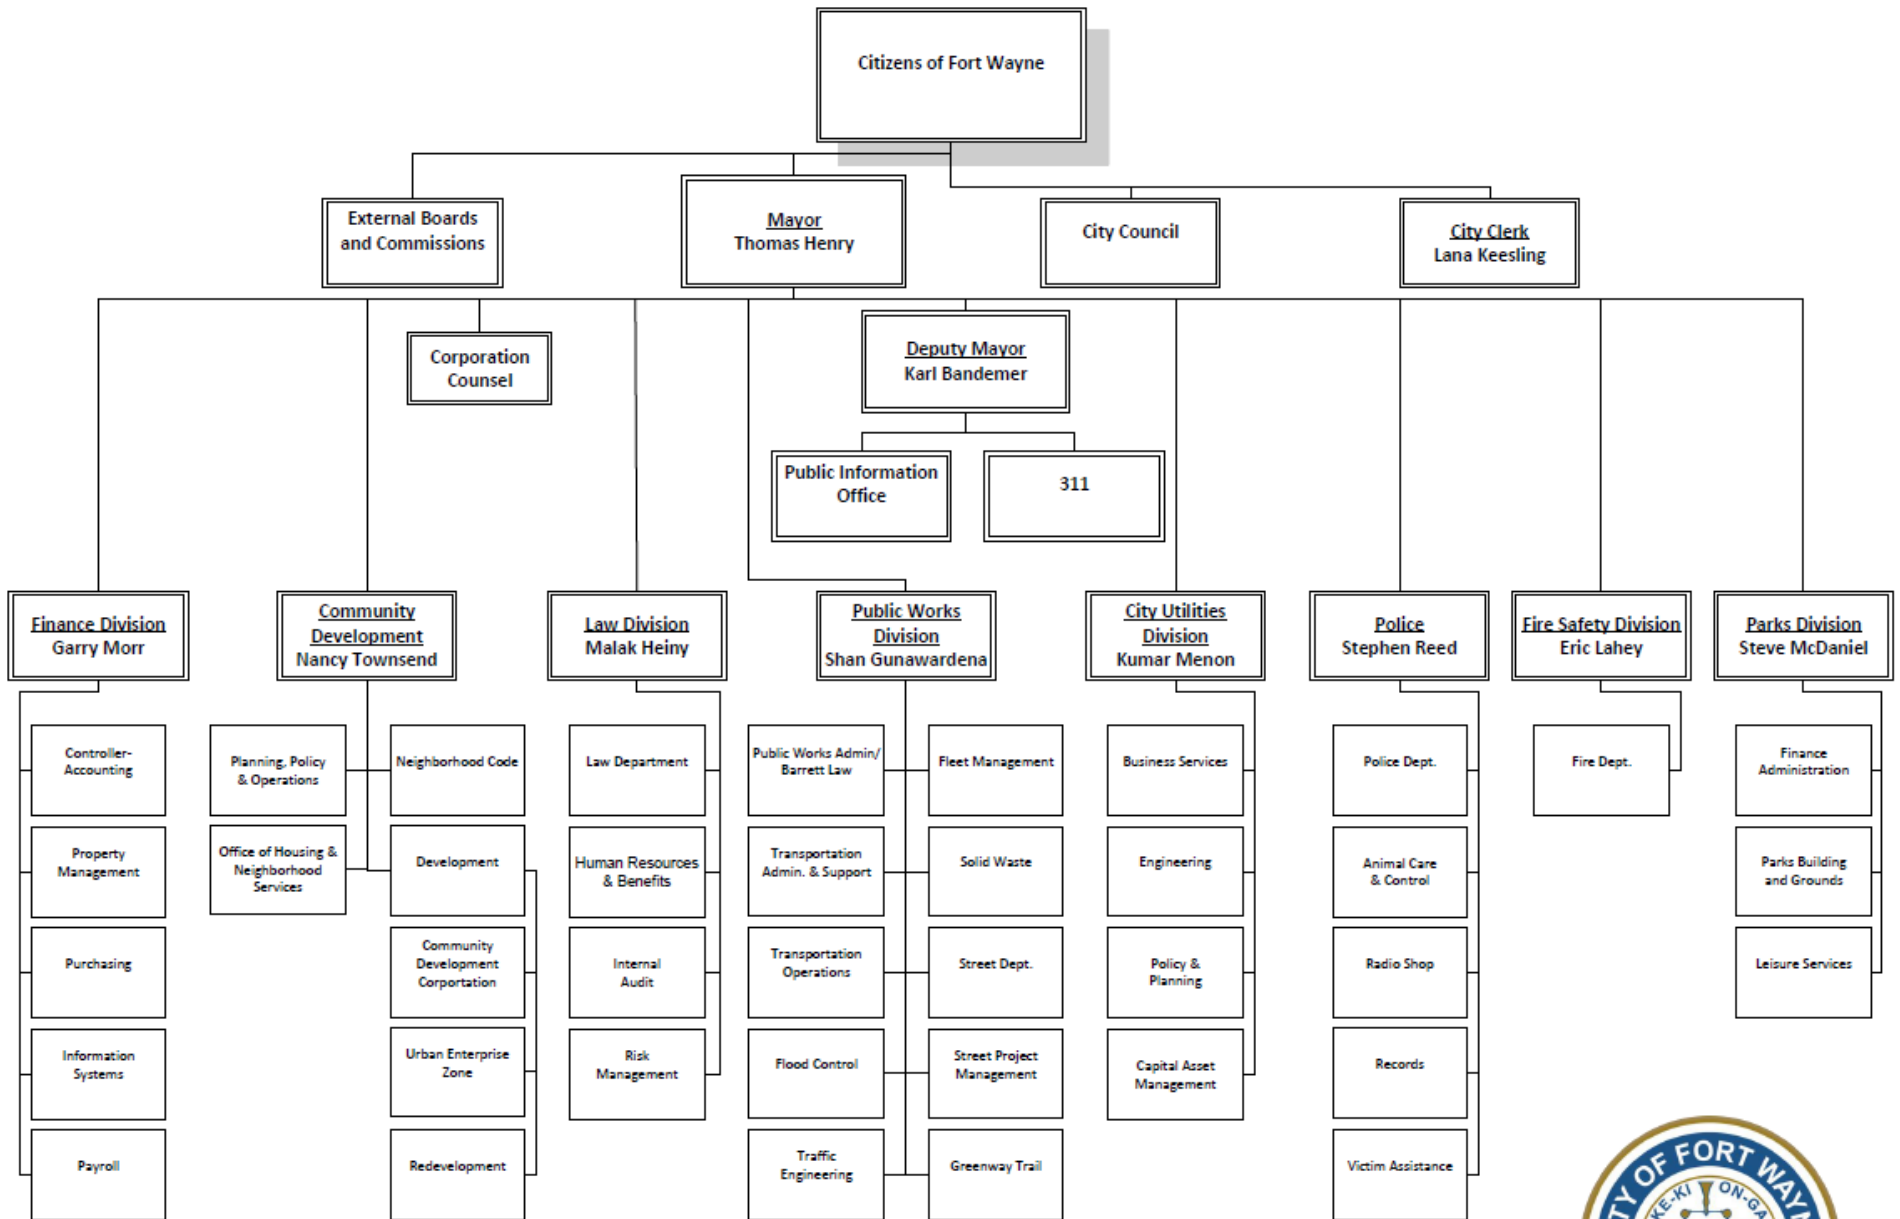 Citizens of Fort Wayne
External Boards
and Commissions
Mayor
Thomas Henry
City Council
City Clerk
Lana Keesling
Corporation
Counsel
Deputy Mayor
Karl Bandemer
Public Information
Office
311
Finance Division
Garry Morr
Community
Development
Nancy Townsend
Law Division
Malak Heiny
Public Works
Division
Shan Gunawardena
City Utilities
Division
Kumar Menon
Police
Stephen Reed
Fire Safety Division
Eric Lahey
Parks Division
Steve McDaniel
Controller-
Accounting
Property
Management
Purchasing
Information
Systems
Payroll
Planning, Policy
& Operations
Office of Housing &
Neighborhood
Services
Neighborhood Code
Development
Community
Development
Corportation
Urban Enterprise
Zone
Redevelopment
Law Department
Human Resources
& Benefits
Internal
Audit
Risk
Management
Public Works Admin/
Barrett Law
Transportation
Admin. & Support
Transportation
Operations
Flood Control
Traffic
Engineering
Fleet Management
Solid Waste
Street Dept.
Street Project
Management
Greenway Trail
Business Services
Engineering
Policy &
Planning
Capital Asset
Management
Police Dept.
Animal Care
& Control
Radio Shop
Records
Victim Assistance
Fire Dept.
Finance
Administration
Parks Building
and Grounds
Leisure Services
OF FORT